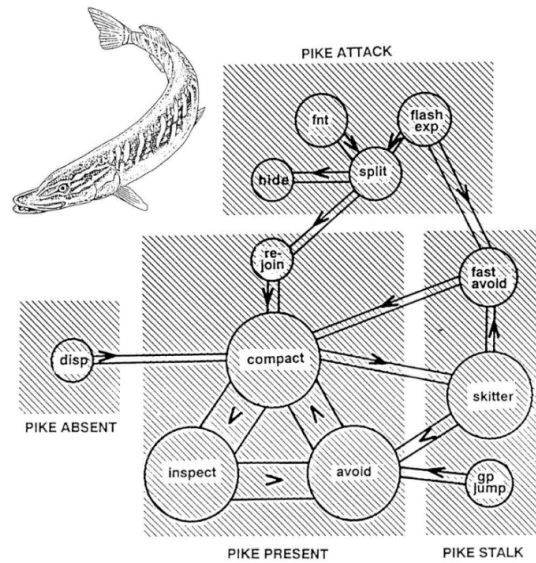 PIKE ATTACK
fnt
flash
exp
hide
split
re-
join
fast
avoid
disp
compact
skitter
PIKE ABSENT
inspect
avoid
gp
jump
PIKE PRESENT
PIKE STALK